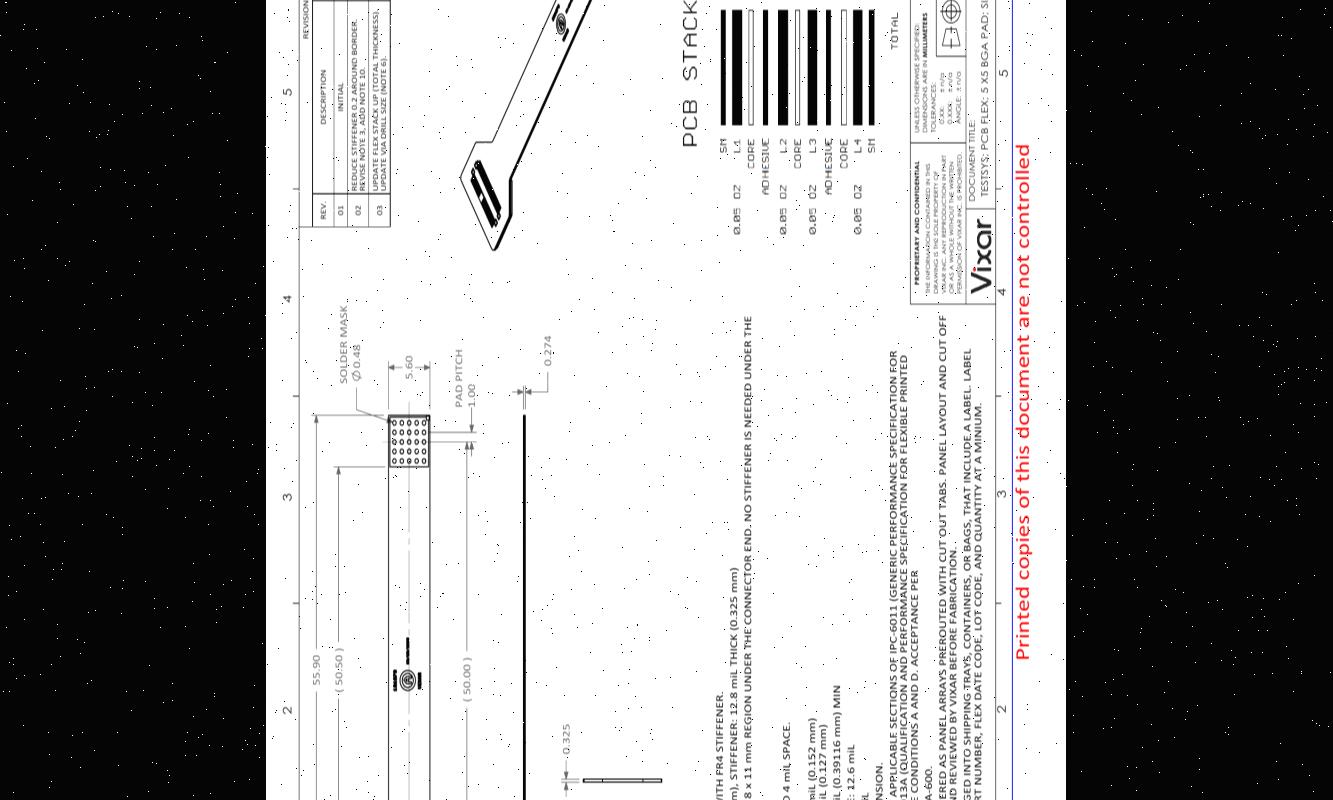 REVISION
REV.
DESCRIPTION
01
INITIAL
02
REDUCE STIFFENER 0.2 AROUND BORDER.
REVISE NOTE 3, ADD NOTE 10.
03
UPDATE FLEX STACK UP (TOTAL THICKNESS),
UPDATE VIA DRILL SIZE (NOTE 6).
5
4
3
2
SOLDER MASK
Ø 0.48
5.60
PAD PITCH
1.00
0.274
55.90
( 50.50 )
( 50.00 )
0.325
PCB STACK
SM
0.05 OZ L1
CORE
ADHESIVE
0.05 OZ L2
CORE
0.05 OZ L3
ADHESIVE
CORE
0.05 OZ L4
SM
TOTAL
WITH FR4 STIFFENER.
m), STIFFENER: 12.8 mil THICK (0.325 mm)
8 x 11 mm REGION UNDER THE CONNECTOR END. NO STIFFENER IS NEEDED UNDER THE
D 4 mil SPACE.
mil (0.152 mm)
il (0.127 mm)
il, (0.39116 mm) MIN
: 12.6 mil
il
NSION.
APPLICABLE SECTIONS OF IPC-6011 (GENERIC PERFORMANCE SPECIFICATION FOR
13A (QUALIFICATION AND PERFORMANCE SPECIFICATION FOR FLEXIBLE PRINTED
E CONDITIONS A AND D. ACCEPTANCE PER
A-600.
ERED AS PANEL ARRAYS PREROUTED WITH CUT OUT TABS. PANEL LAYOUT AND CUT OFF
ND REVIEWED BY VIXAR BEFORE FABRICATION.
GED INTO SHIPPING TRAYS, CONTAINERS, OR BAGS, THAT INCLUDE A LABEL. LABEL
RT NUMBER, FLEX DATE CODE, LOT CODE, AND QUANTITY AT A MINIMUM.
PROPRIETARY AND CONFIDENTIAL
THE INFORMATION CONTAINED IN THIS
DRAWING IS THE SOLE PROPERTY OF
VIXAR INC. ANY REPRODUCTION IN PART
OR AS A WHOLE WITHOUT THE WRITTEN
PERMISSION OF VIXAR INC. IS PROHIBITED.
UNLESS OTHERWISE SPECIFIED:
DIMENSIONS ARE IN MILLIMETERS
TOLERANCES:
0.XX: ± n/a
0.XXX: ± n/a
ANGLE: ± n/a
Vixar
DOCUMENT TITLE:
TESTSYS; PCB FLEX; 5 X5 BGA PAD; SI
2
3
4
5
Printed copies of this document are not controlled